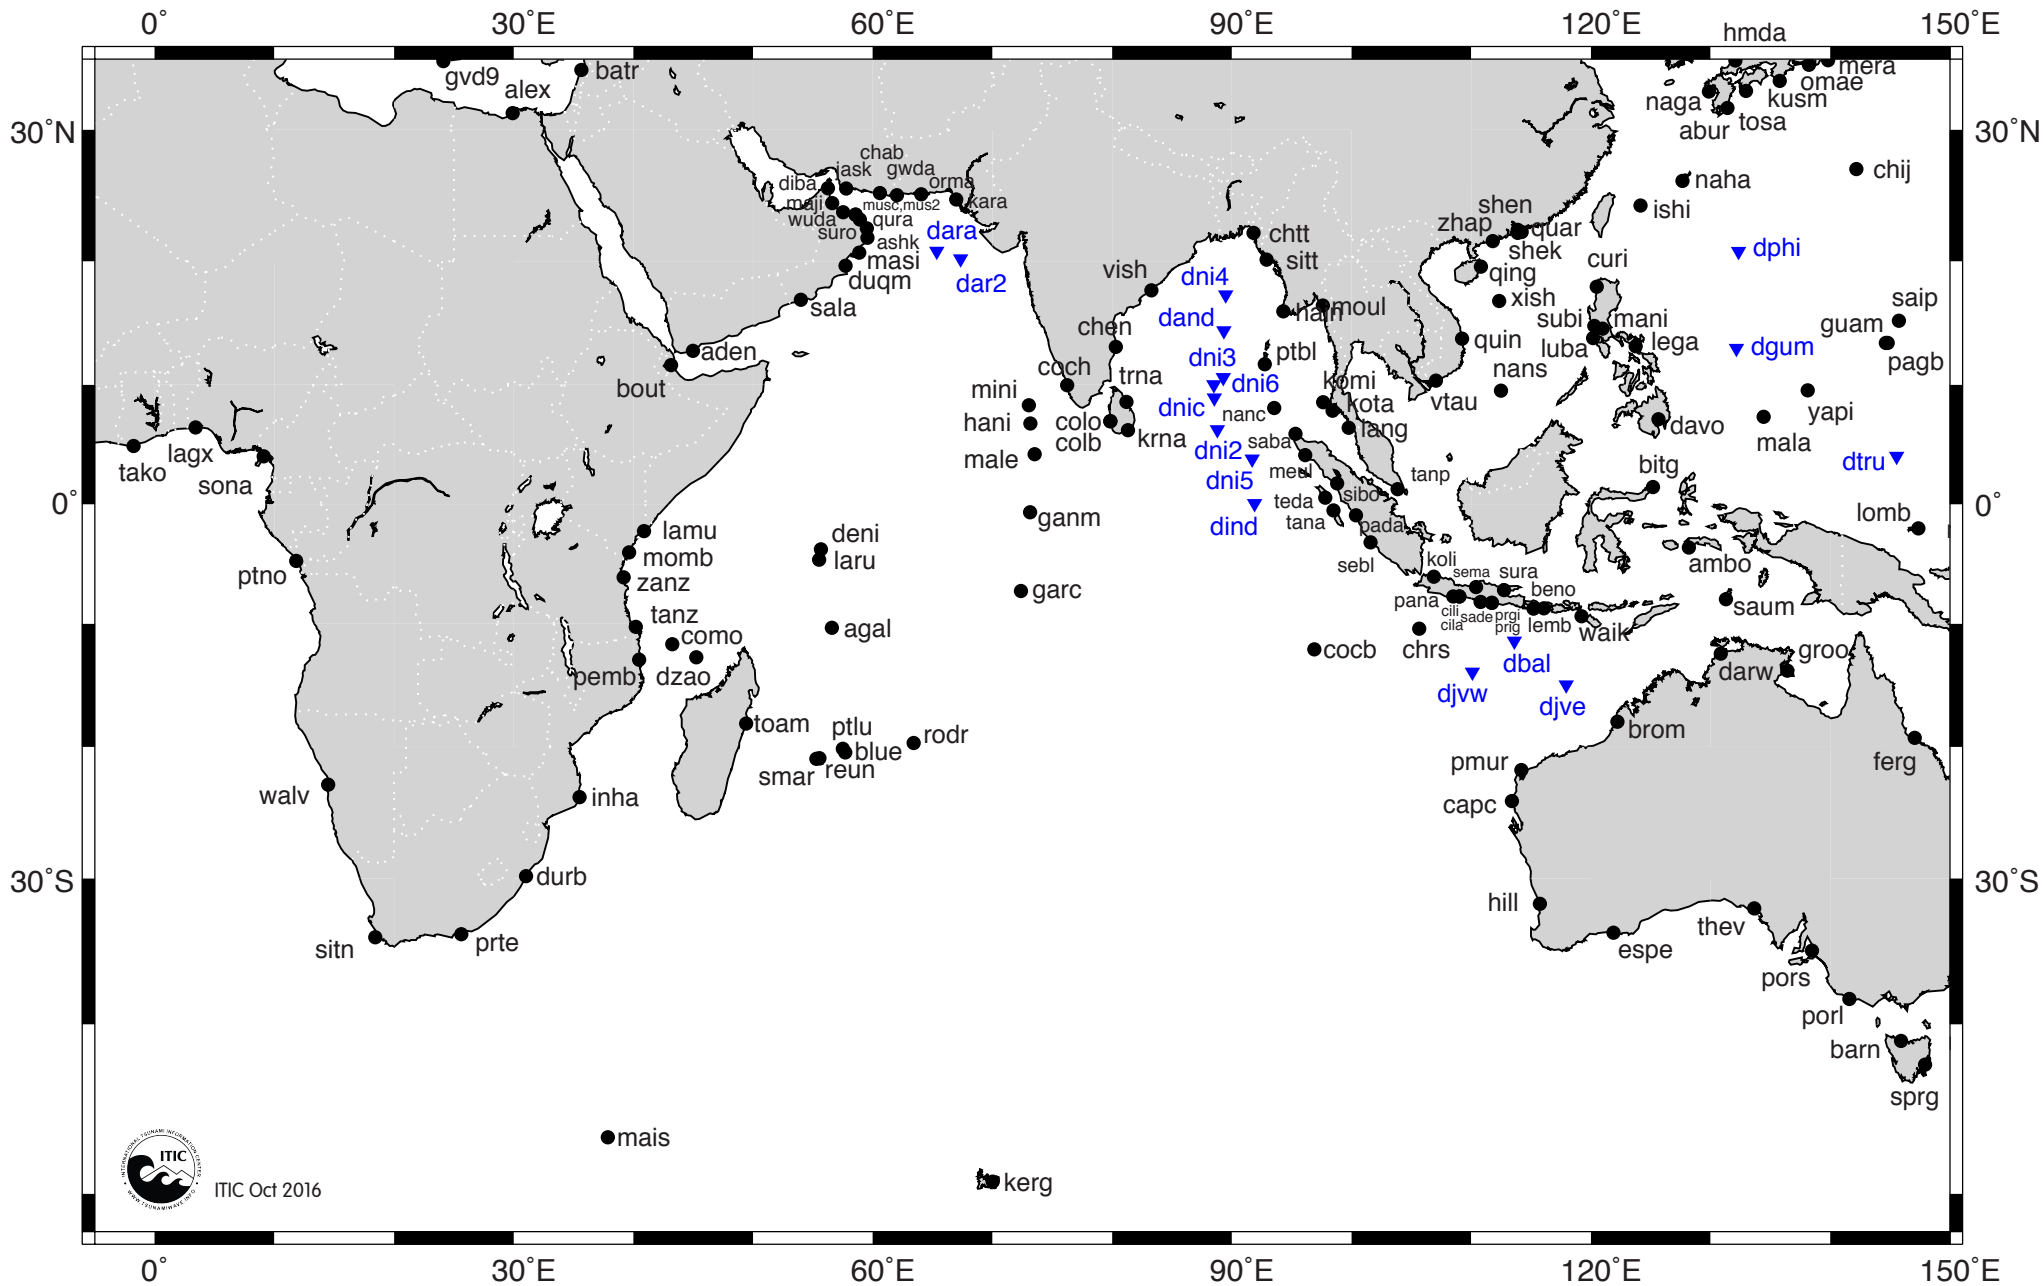 0° 30°E 60°E 90°E 120°E 150°E
hmda
gvd9 batr mera
alex omae
naga kusm
abur tosa
30°N 30°N
chab
jask gwda chij
diba orma naha
maji musc,mus2 kara ishi
wuda qura shen
suro dara zhap quar
ashk chtt shek dphi
masi sitt curi
duqm dar2 vish dni4 qing
sala hain moul xish saip
dand subi mani guam
chen quin luba lega dgum
aden dni3 ptbl pagb
bout coch trna dni6 komi nans
mini dnic nanc kota vtau yapi
hani colo krna lang davo mala
lagx colb saba
tako male dni2 meul tanp bitg dtru
sona dni5 teda sibo
0° 0°
ganm dind tana pada lomb
lamu deni sebl
momb laru koli ambo
ptno zanz sema sura
garc pana beno saum
tanz cili sade prgi
como agal cila prig lemb waik
pemb dzao cocb chrs groo
dbal darw
djvw djve
toam ptlu rodr brom
blue
smar reun pmur ferg
walv inha capc
30°S durb 30°S
hill
sitn prte thev
espe
pors
porl
barn
sprg
mais
kerg
INTERNATIONAL TSUNAMI INFORMATION CENTER
ITIC
WWW.TSUNAMIWAVE.INFO
ITIC Oct 2016
0° 30°E 60°E 90°E 120°E 150°E